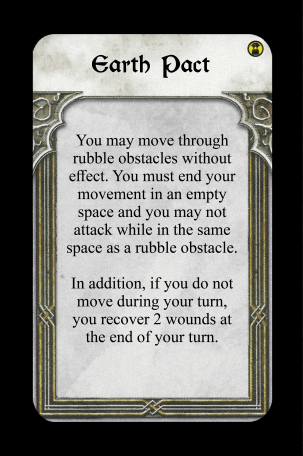 Earth Pact
You may move through
rubble obstacles without
effect. You must end your
movement in an empty
space and you may not
attack while in the same
space as a rubble obstacle.
In addition, if you do not
move during your turn,
you recover 2 wounds at
the end of your turn.